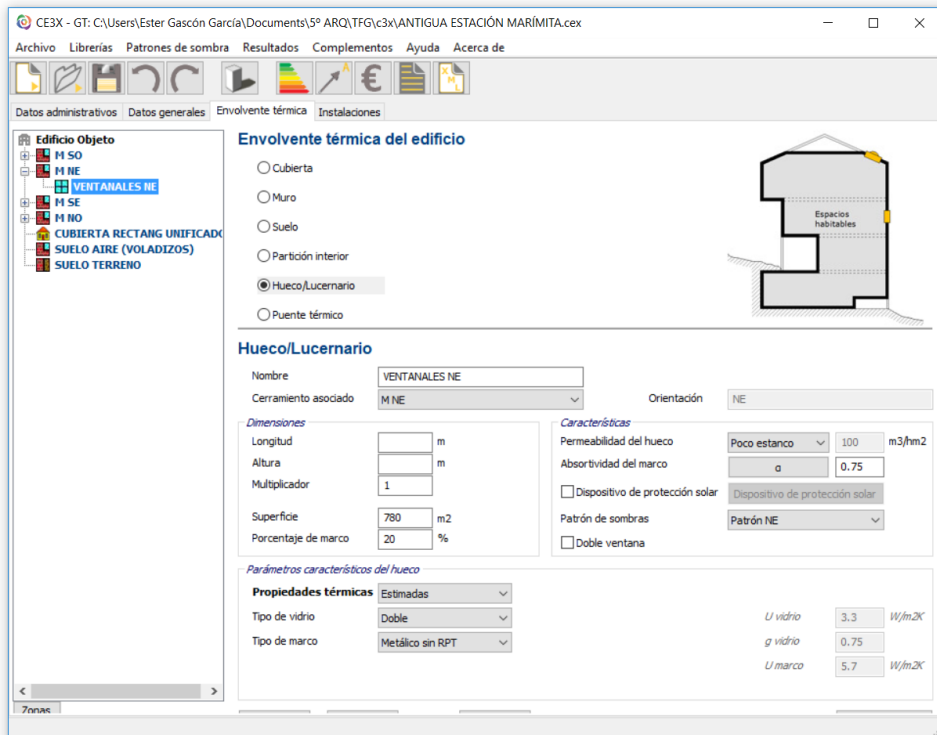 CE3X - GT: C:\Users\Ester Gascón García\Documents\5º ARQ\TFG\c3x\ANTIGUA ESTACIÓN MARÍMITA.cex
Archivo Librerías Patrones de sombra Resultados Complementos Ayuda Acerca de
Datos administrativos Datos generales Envolvente térmica Instalaciones
Edificio Objeto
M SO
M NE
VENTANALES NE
M SE
M NO
CUBIERTA RECTANG UNIFICADO
SUELO AIRE (VOLADIZOS)
SUELO TERRENO
Zonas
Envolvente térmica del edificio
Cubierta
Muro
Suelo
Partición interior
Hueco/Lucernario
Puente térmico
Espacios
habitables
Hueco/Lucernario
Nombre VENTANALES NE
Cerramiento asociado M NE Orientación NE
Dimensiones
Longitud m
Altura m
Multiplicador 1
Superficie 780 m2
Porcentaje de marco 20 %
Características
Permeabilidad del hueco Poco estanco 100 m3/hm2
Absortividad del marco α 0.75
Dispositivo de protección solar Dispositivo de protección solar
Patrón de sombras Patrón NE
Doble ventana
Parámetros característicos del hueco
Propiedades térmicas Estimadas
Tipo de vidrio Doble U vidrio 3.3 W/m2K
Tipo de marco Metálico sin RPT g vidrio 0.75
U marco 5.7 W/m2K